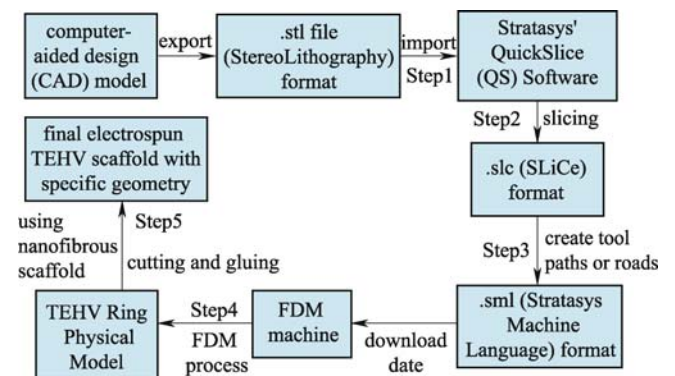 computer-
aided design
(CAD) model
export
.stl file
(StereoLithography)
format
import
Step1
Stratasys'
QuickSlice
(QS) Software
Step2
slicing
.slc (SLiCe)
format
Step3
create tool
paths or roads
.sml (Stratasys
Machine
Language) format
download
date
FDM
machine
Step4
FDM
process
TEHV Ring
Physical
Model
using
nanofibrous
scaffold
Step5
cutting and gluing
final electrospun
TEHV scaffold with
specific geometry